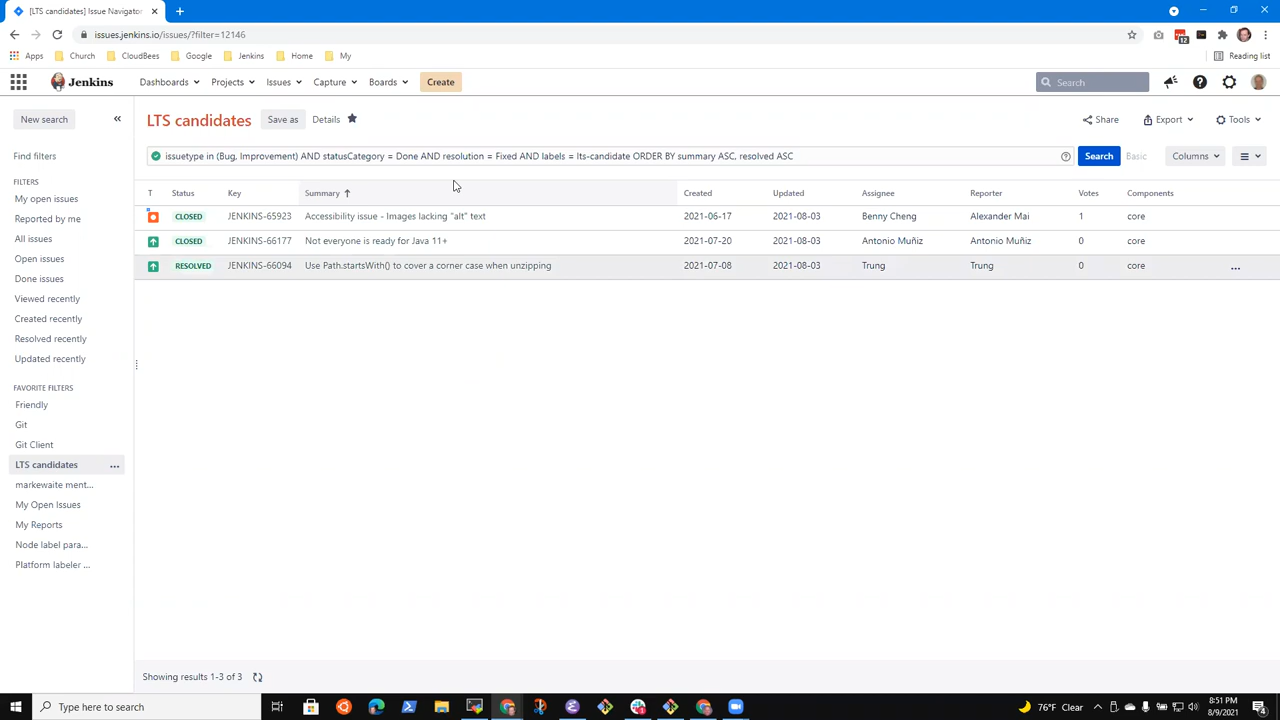 [LTS candidates] Issue Navigato
issues.jenkins.io/issues/?filter=12146
12
Apps Church CloudBees Google Jenkins Home My Reading list
Jenkins Dashboards Projects Issues Capture Boards Create Search
New search
LTS candidates Save as Details Share Export Tools
issuetype in (Bug, Improvement) AND statusCategory = Done AND resolution = Fixed AND labels = lts-candidate ORDER BY summary ASC, resolved ASC Search Basic Columns
T Status Key Summary Created Updated Assignee Reporter Votes Components
CLOSED JENKINS-65923 Accessibility issue - Images lacking "alt" text 2021-06-17 2021-08-03 Benny Cheng Alexander Mai 1 core
CLOSED JENKINS-66177 Not everyone is ready for Java 11+ 2021-07-20 2021-08-03 Antonio Muñiz Antonio Muñiz 0 core
RESOLVED JENKINS-66094 Use Path.startsWith() to cover a corner case when unzipping 2021-07-08 2021-08-03 Trung Trung 0 core
Find filters
FILTERS
My open issues
Reported by me
All issues
Open issues
Done issues
Viewed recently
Created recently
Resolved recently
Updated recently
FAVORITE FILTERS
Friendly
Git
Git Client
LTS candidates
markewaite ment...
My Open Issues
My Reports
Node label para...
Platform labeler ...
Showing results 1-3 of 3
Type here to search
76°F Clear
8:51 PM
8/9/2021
4